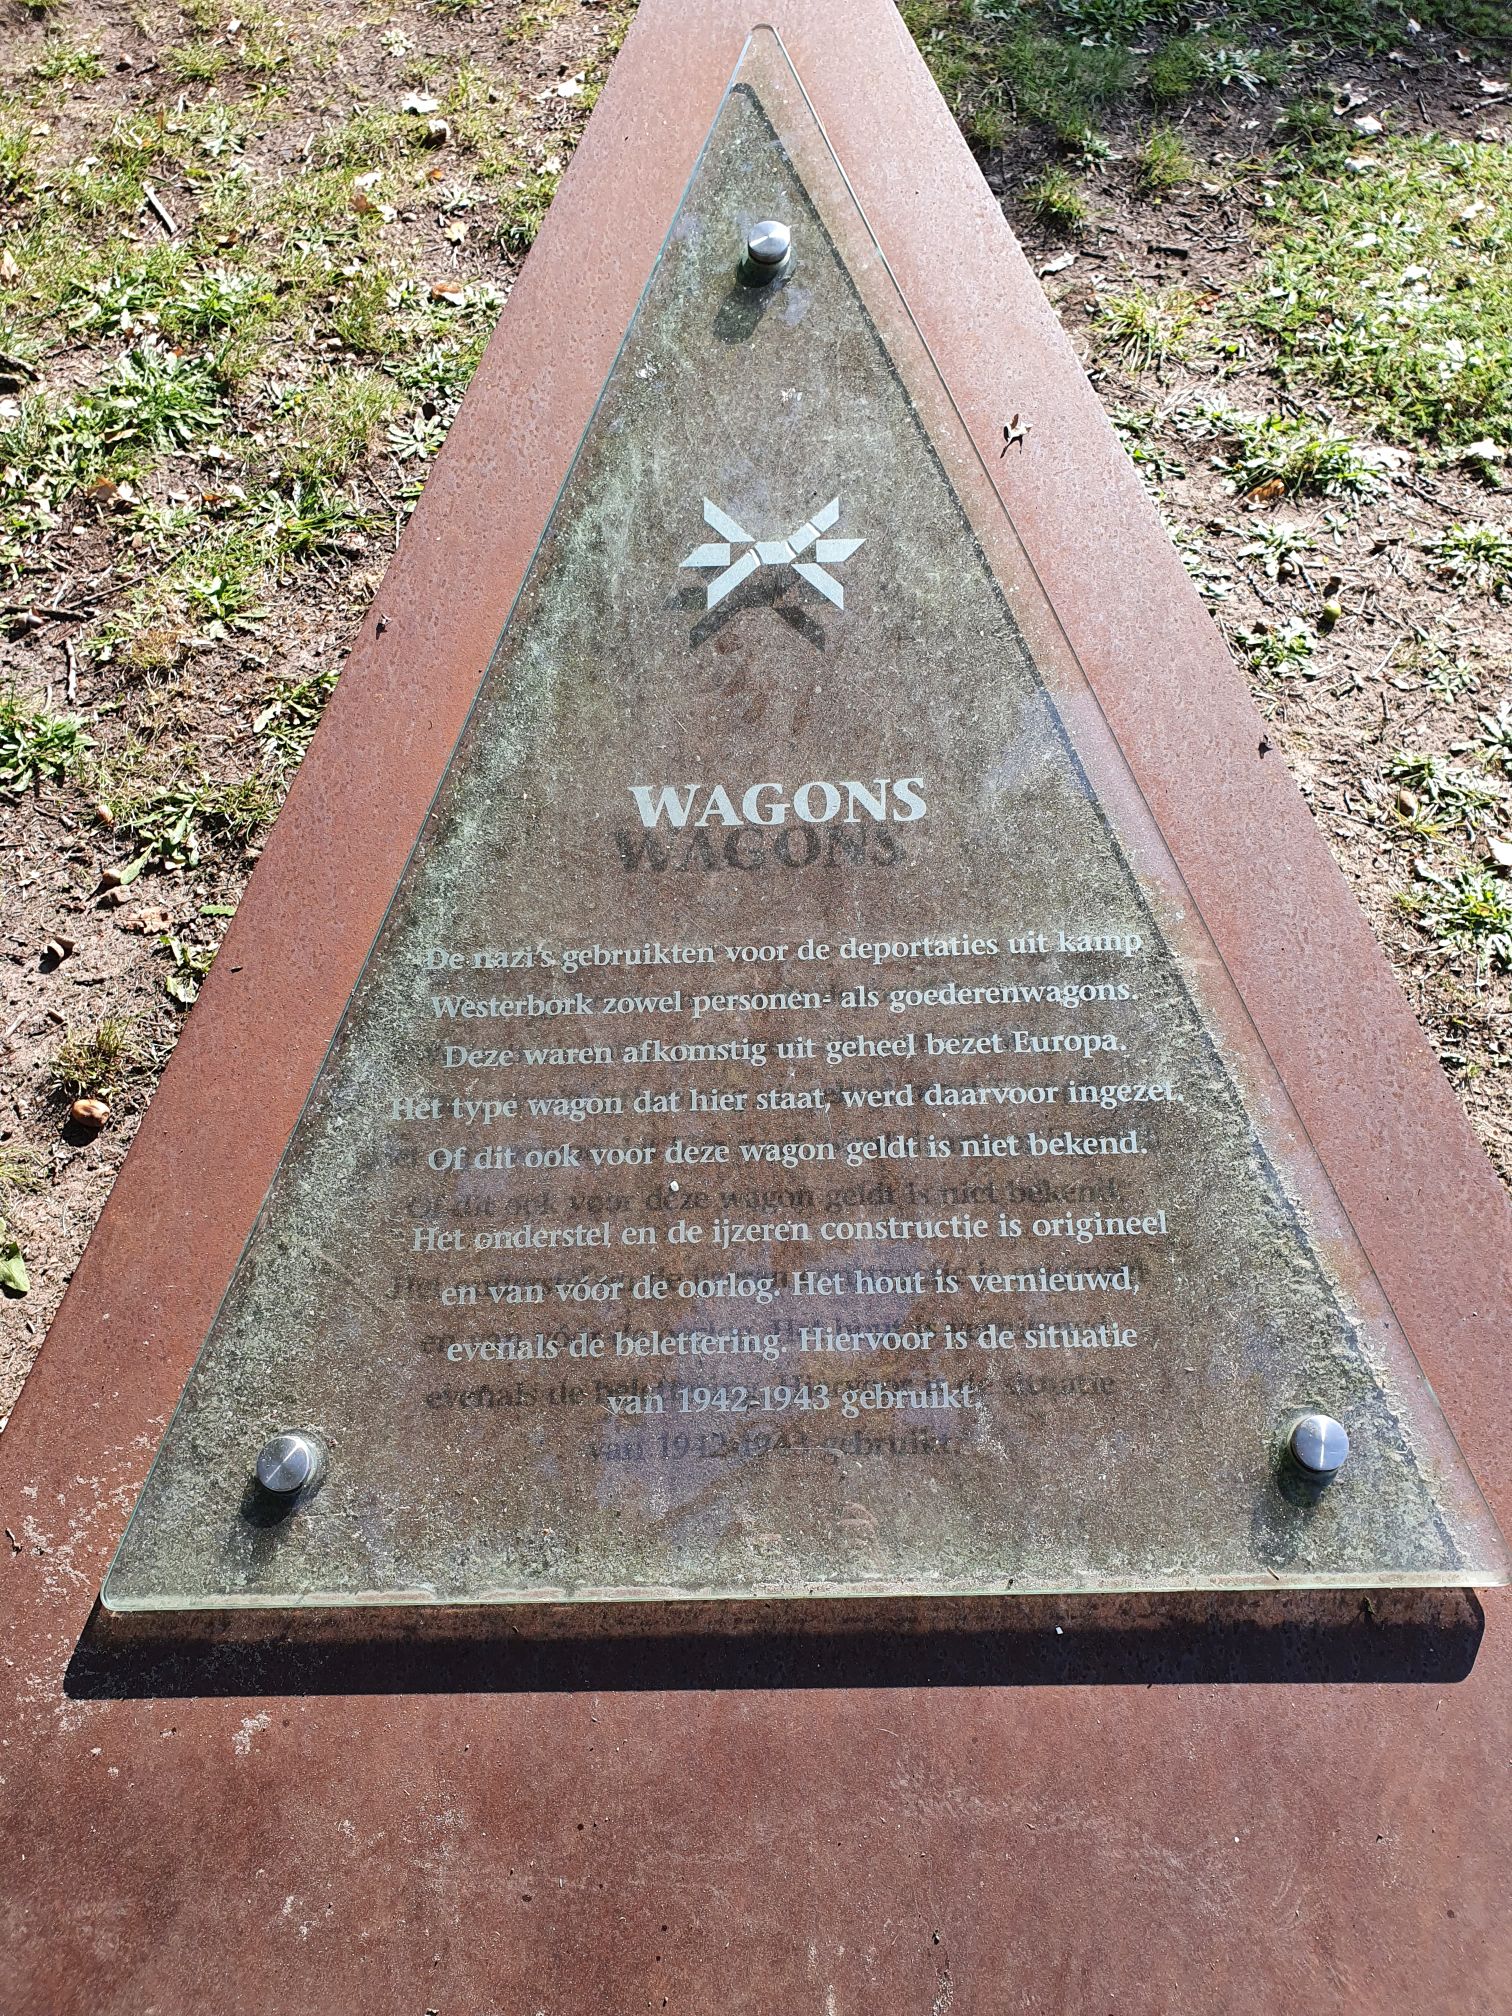 WAGONS
De nazi's gebruikten voor de deportaties uit kamp
Westerbork zowel personen- als goederenwagons.
Deze waren afkomstig uit geheel bezet Europa.
Het type wagon dat hier staat, werd daarvoor ingezet.
Of dit ook voor deze wagon geldt is niet bekend.
Het onderstel en de ijzeren constructie is origineel
en van vóór de oorlog. Het hout is vernieuwd,
evenals de belettering. Hiervoor is de situatie
van 1942-1943 gebruikt.